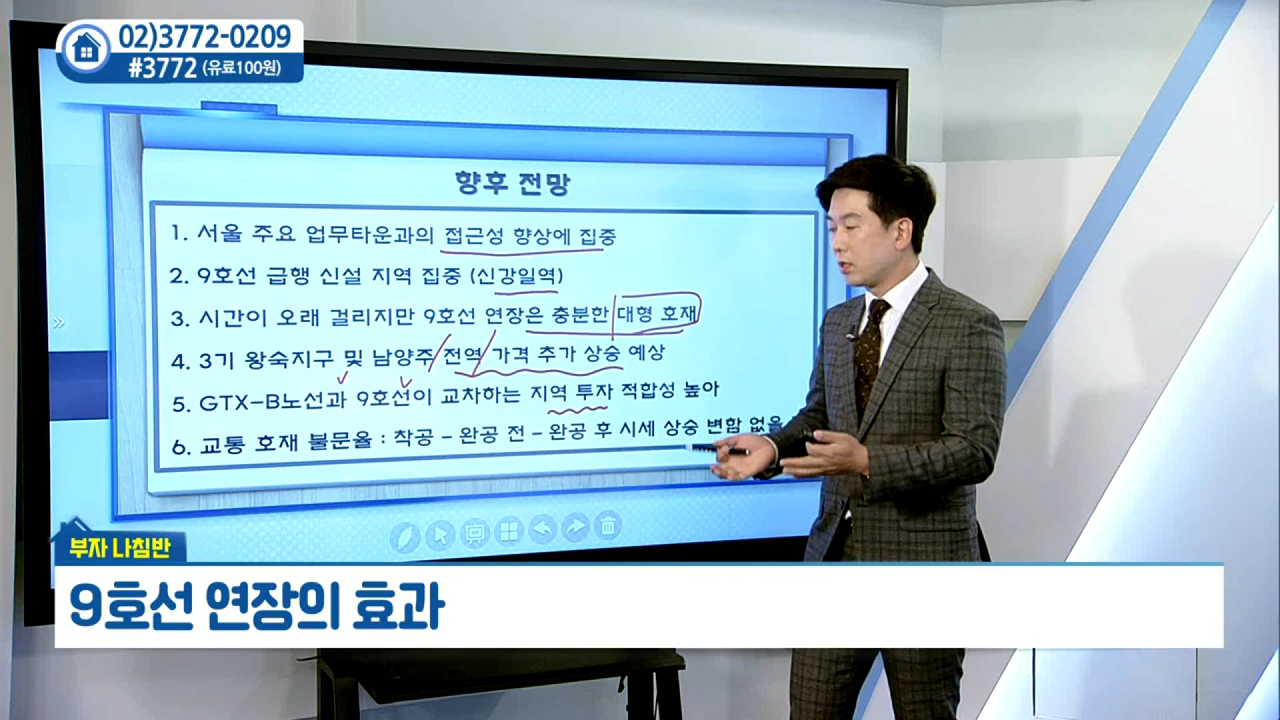 02)3772-0209
#3772 (유료100원)
향후 전망
1. 서울 주요 업무타운과의 접근성 향상에 집중
2. 9호선 급행 신설 지역 집중 (신강일역)
3. 시간이 오래 걸리지만 9호선 연장은 충분한 대형 호재
4. 3기 왕숙지구 및 남양주 전역 가격 추가 상승 예상
5. GTX-B노선과 9호선이 교차하는 지역 투자 적합성 높아
6. 교통 호재 불문율 : 착공 - 완공 전 - 완공 후 시세 상승 변함 없을
부자 나침반
9호선 연장의 효과